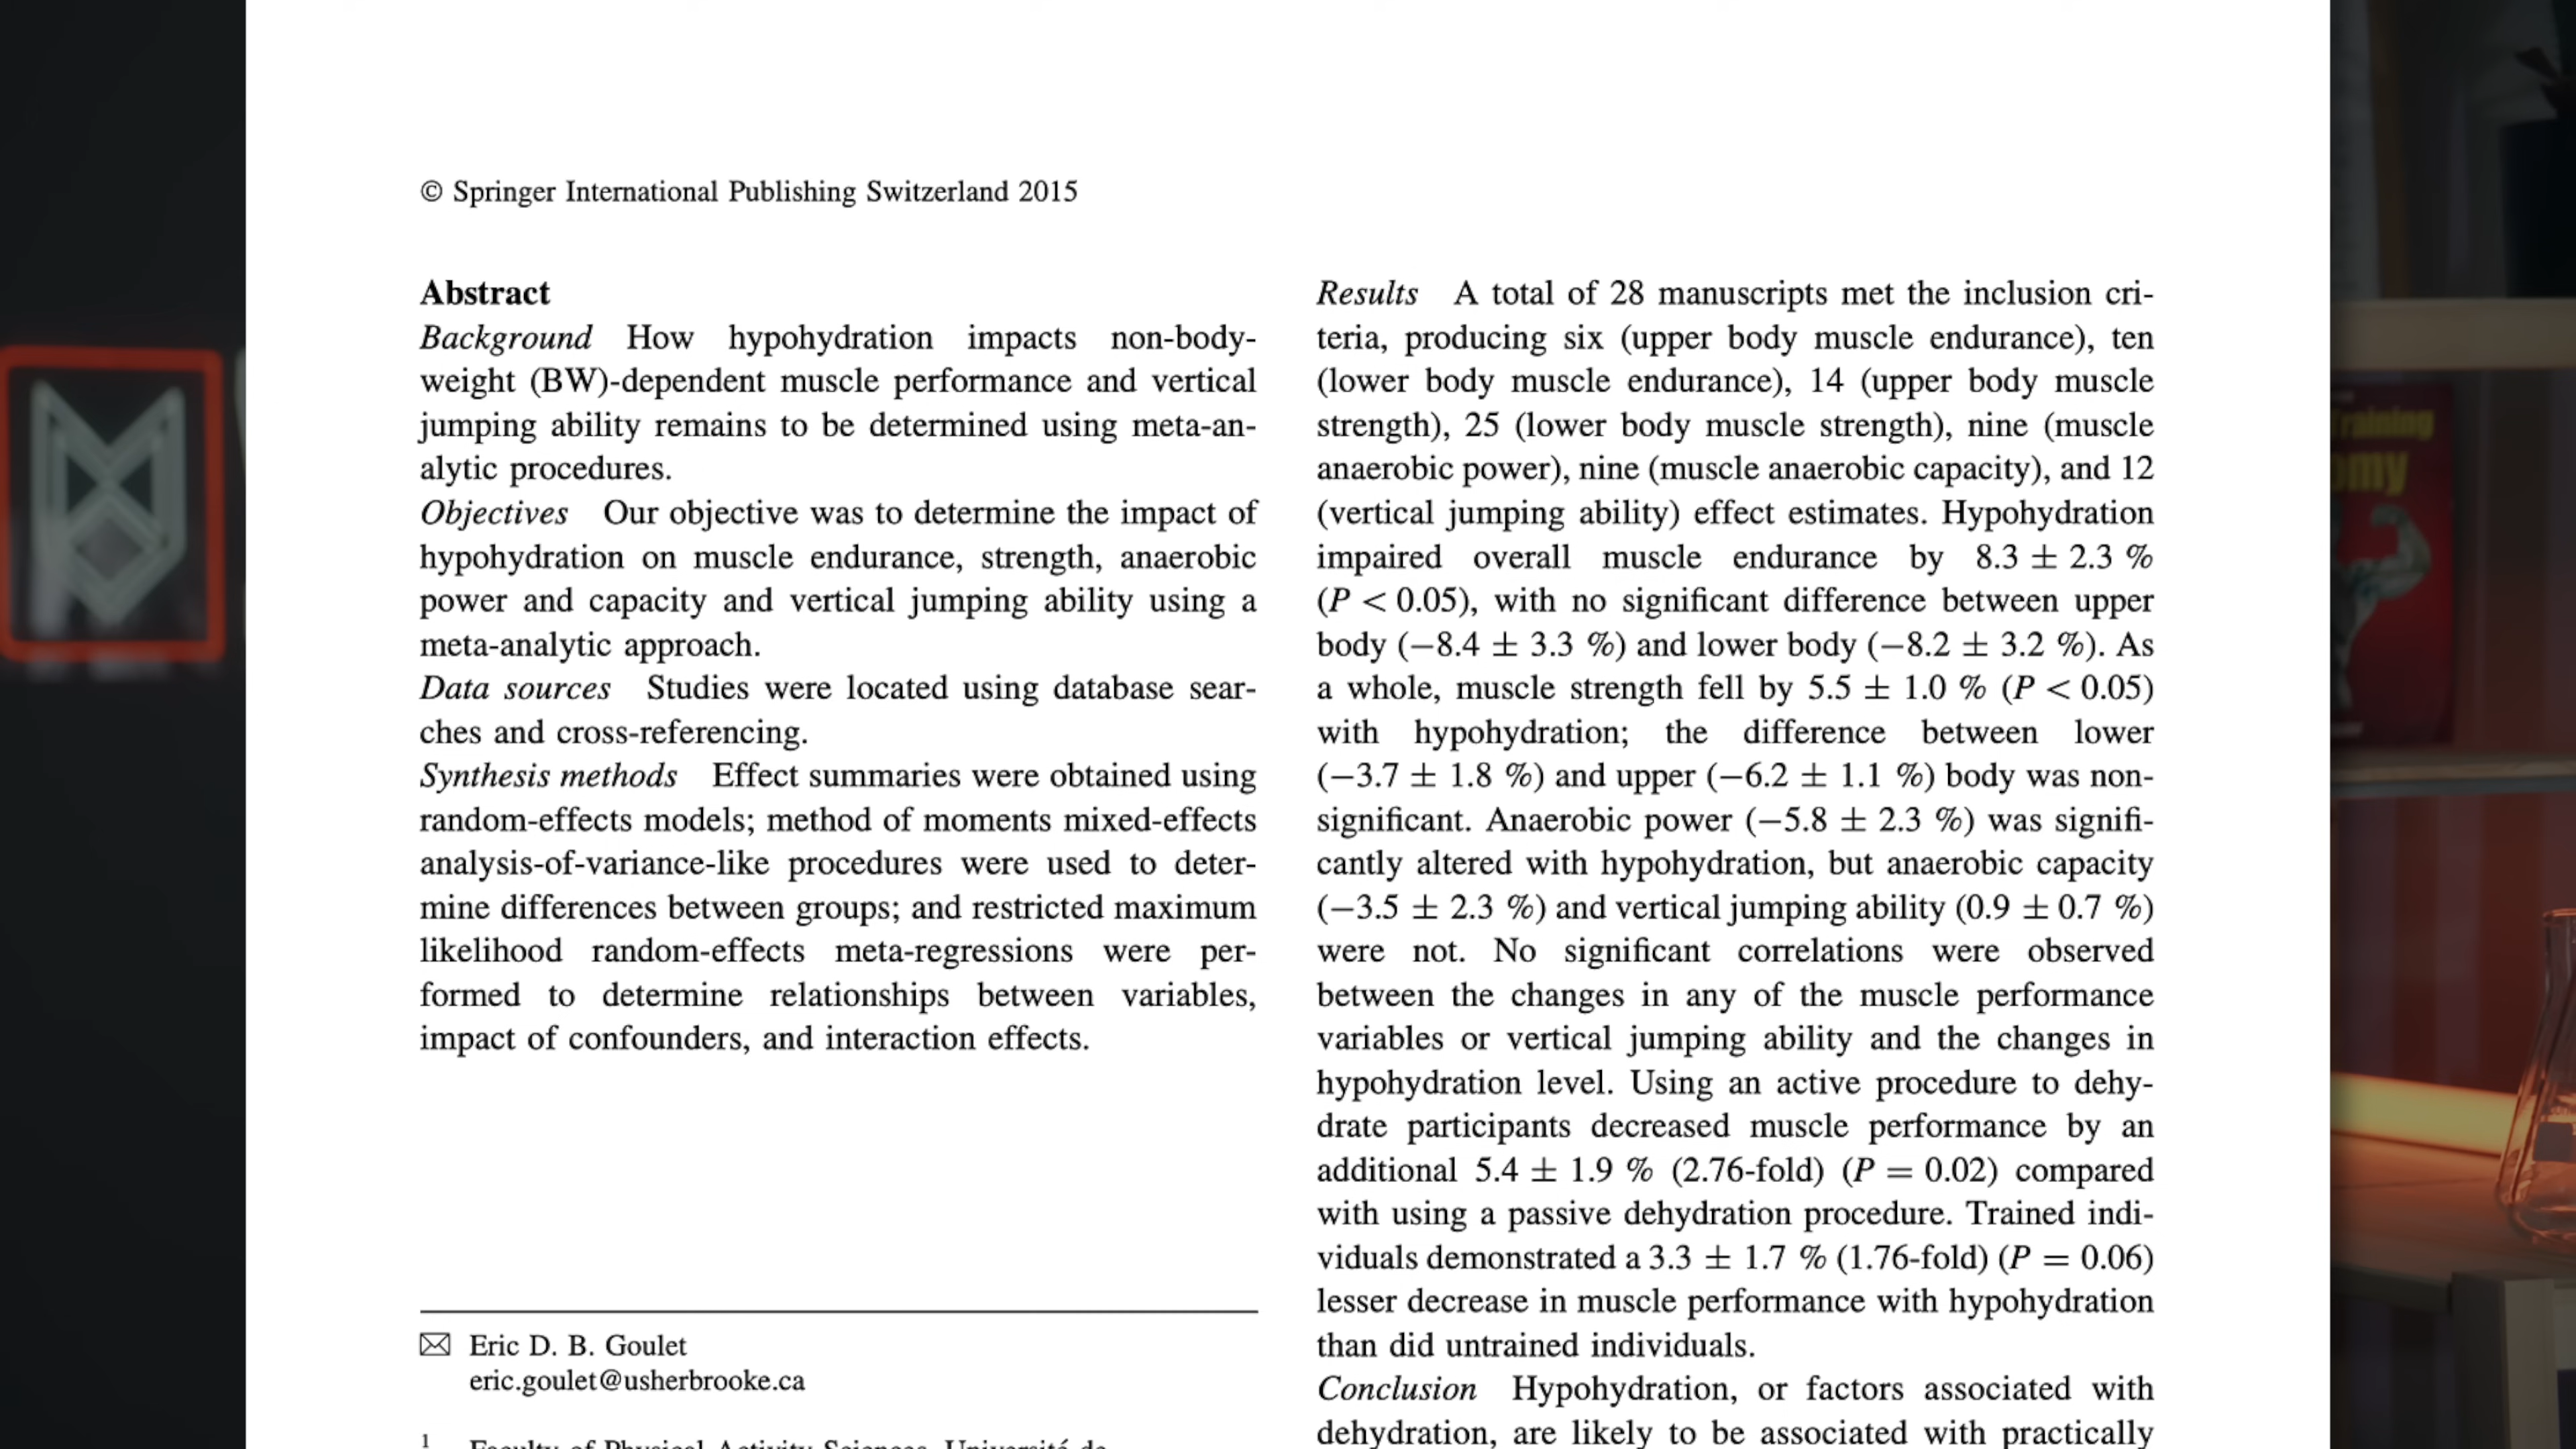 © Springer International Publishing Switzerland 2015
Abstract
Background How hypohydration impacts non-body-
weight (BW)-dependent muscle performance and vertical
jumping ability remains to be determined using meta-an-
alytic procedures.
Objectives Our objective was to determine the impact of
hypohydration on muscle endurance, strength, anaerobic
power and capacity and vertical jumping ability using a
meta-analytic approach.
Data sources Studies were located using database sear-
ches and cross-referencing.
Synthesis methods Effect summaries were obtained using
random-effects models; method of moments mixed-effects
analysis-of-variance-like procedures were used to deter-
mine differences between groups; and restricted maximum
likelihood random-effects meta-regressions were per-
formed to determine relationships between variables,
impact of confounders, and interaction effects.
Eric D. B. Goulet
eric.goulet@usherbrooke.ca
1 Faculty of Physical Activity Sciences, Université de
Results A total of 28 manuscripts met the inclusion cri-
teria, producing six (upper body muscle endurance), ten
(lower body muscle endurance), 14 (upper body muscle
strength), 25 (lower body muscle strength), nine (muscle
anaerobic power), nine (muscle anaerobic capacity), and 12
(vertical jumping ability) effect estimates. Hypohydration
impaired overall muscle endurance by 8.3 ± 2.3 %
(P < 0.05), with no significant difference between upper
body (−8.4 ± 3.3 %) and lower body (−8.2 ± 3.2 %). As
a whole, muscle strength fell by 5.5 ± 1.0 % (P < 0.05)
with hypohydration; the difference between lower
(−3.7 ± 1.8 %) and upper (−6.2 ± 1.1 %) body was non-
significant. Anaerobic power (−5.8 ± 2.3 %) was signifi-
cantly altered with hypohydration, but anaerobic capacity
(−3.5 ± 2.3 %) and vertical jumping ability (0.9 ± 0.7 %)
were not. No significant correlations were observed
between the changes in any of the muscle performance
variables or vertical jumping ability and the changes in
hypohydration level. Using an active procedure to dehy-
drate participants decreased muscle performance by an
additional 5.4 ± 1.9 % (2.76-fold) (P = 0.02) compared
with using a passive dehydration procedure. Trained indi-
viduals demonstrated a 3.3 ± 1.7 % (1.76-fold) (P = 0.06)
lesser decrease in muscle performance with hypohydration
than did untrained individuals.
Conclusion Hypohydration, or factors associated with
dehydration, are likely to be associated with practically
raining
omy